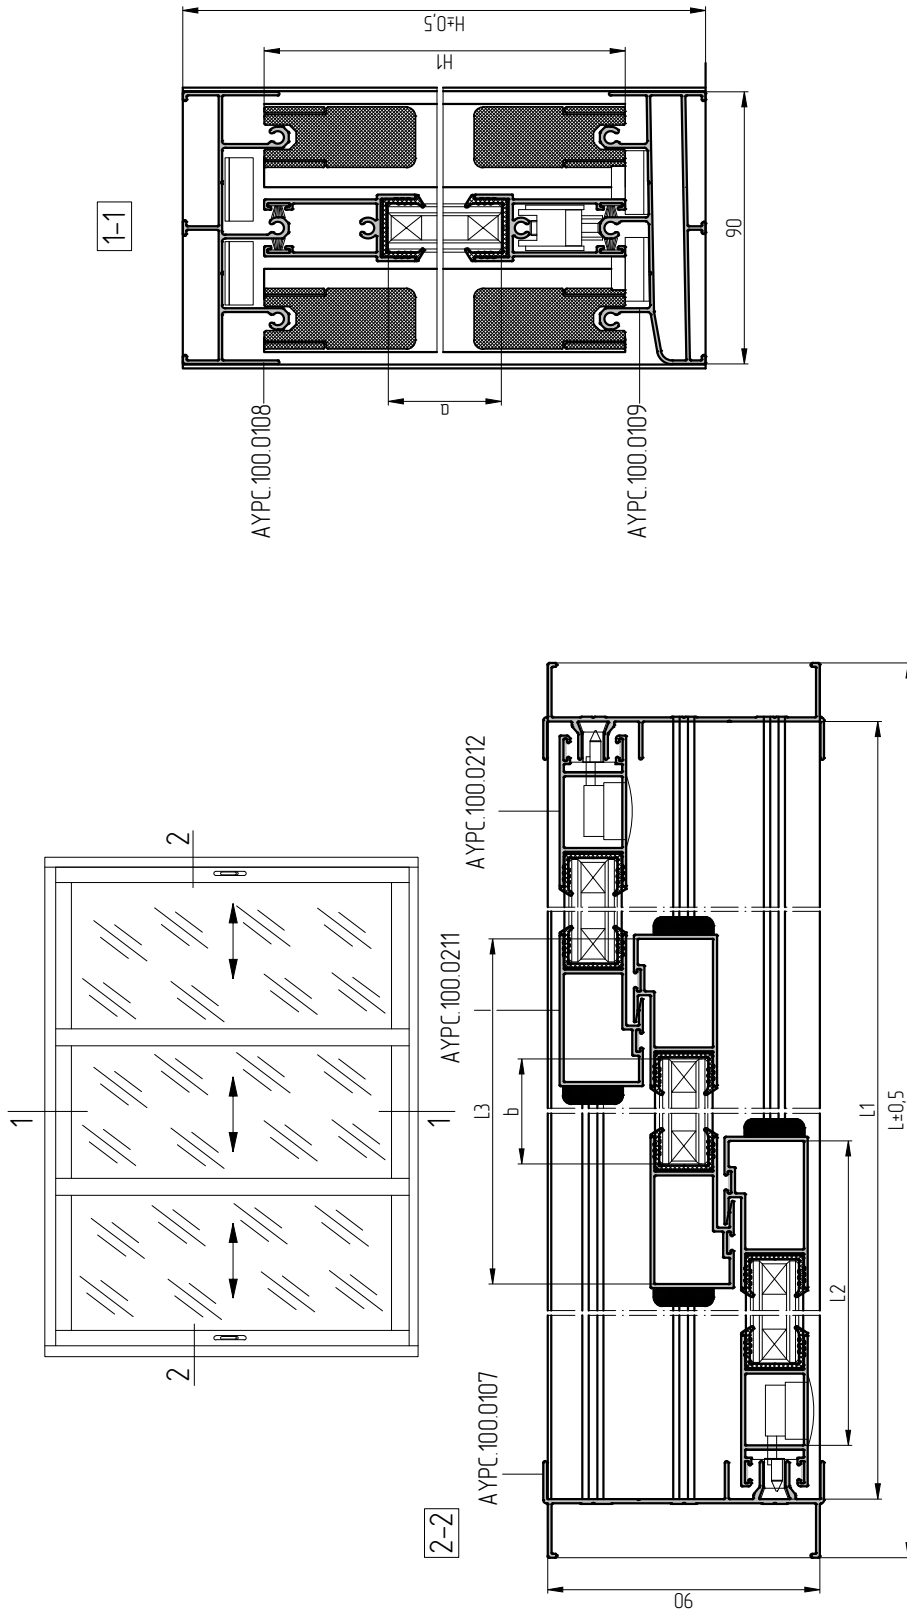 1-1
H±0,5
H1
90
a
AYPC.100.0108
AYPC.100.0109
2
2
1
1
2-2
AYPC.100.0107
AYPC.100.0211
AYPC.100.0212
L3
b
L2
L1
L±0,5
90